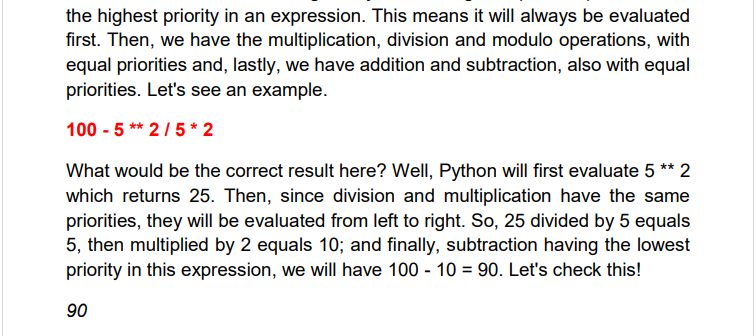 the highest priority in an expression. This means it will always be evaluated
first. Then, we have the multiplication, division and modulo operations, with
equal priorities and, lastly, we have addition and subtraction, also with equal
priorities. Let's see an example.
100 - 5 ** 2 / 5 * 2
What would be the correct result here? Well, Python will first evaluate 5 ** 2
which returns 25. Then, since division and multiplication have the same
priorities, they will be evaluated from left to right. So, 25 divided by 5 equals
5, then multiplied by 2 equals 10; and finally, subtraction having the lowest
priority in this expression, we will have 100 - 10 = 90. Let's check this!
90